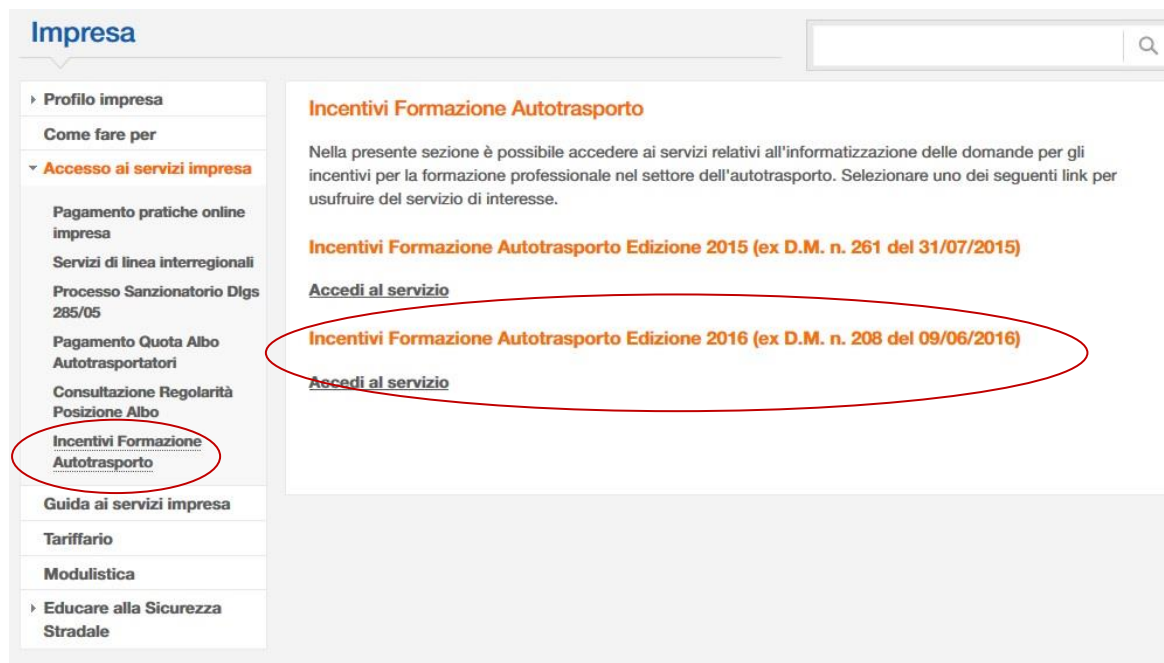 Impresa
Profilo impresa
Come fare per
Accesso ai servizi impresa
Pagamento pratiche online
impresa
Servizi di linea interregionali
Processo Sanzionatorio Dlgs
285/05
Pagamento Quota Albo
Autotrasportatori
Consultazione Regolarità
Posizione Albo
Incentivi Formazione
Autotrasporto
Guida ai servizi impresa
Tariffario
Modulistica
Educare alla Sicurezza
Stradale
Incentivi Formazione Autotrasporto
Nella presente sezione è possibile accedere ai servizi relativi all'informatizzazione delle domande per gli
incentivi per la formazione professionale nel settore dell'autotrasporto. Selezionare uno dei seguenti link per
usufruire del servizio di interesse.
Incentivi Formazione Autotrasporto Edizione 2015 (ex D.M. n. 261 del 31/07/2015)
Accedi al servizio
Incentivi Formazione Autotrasporto Edizione 2016 (ex D.M. n. 208 del 09/06/2016)
Accedi al servizio